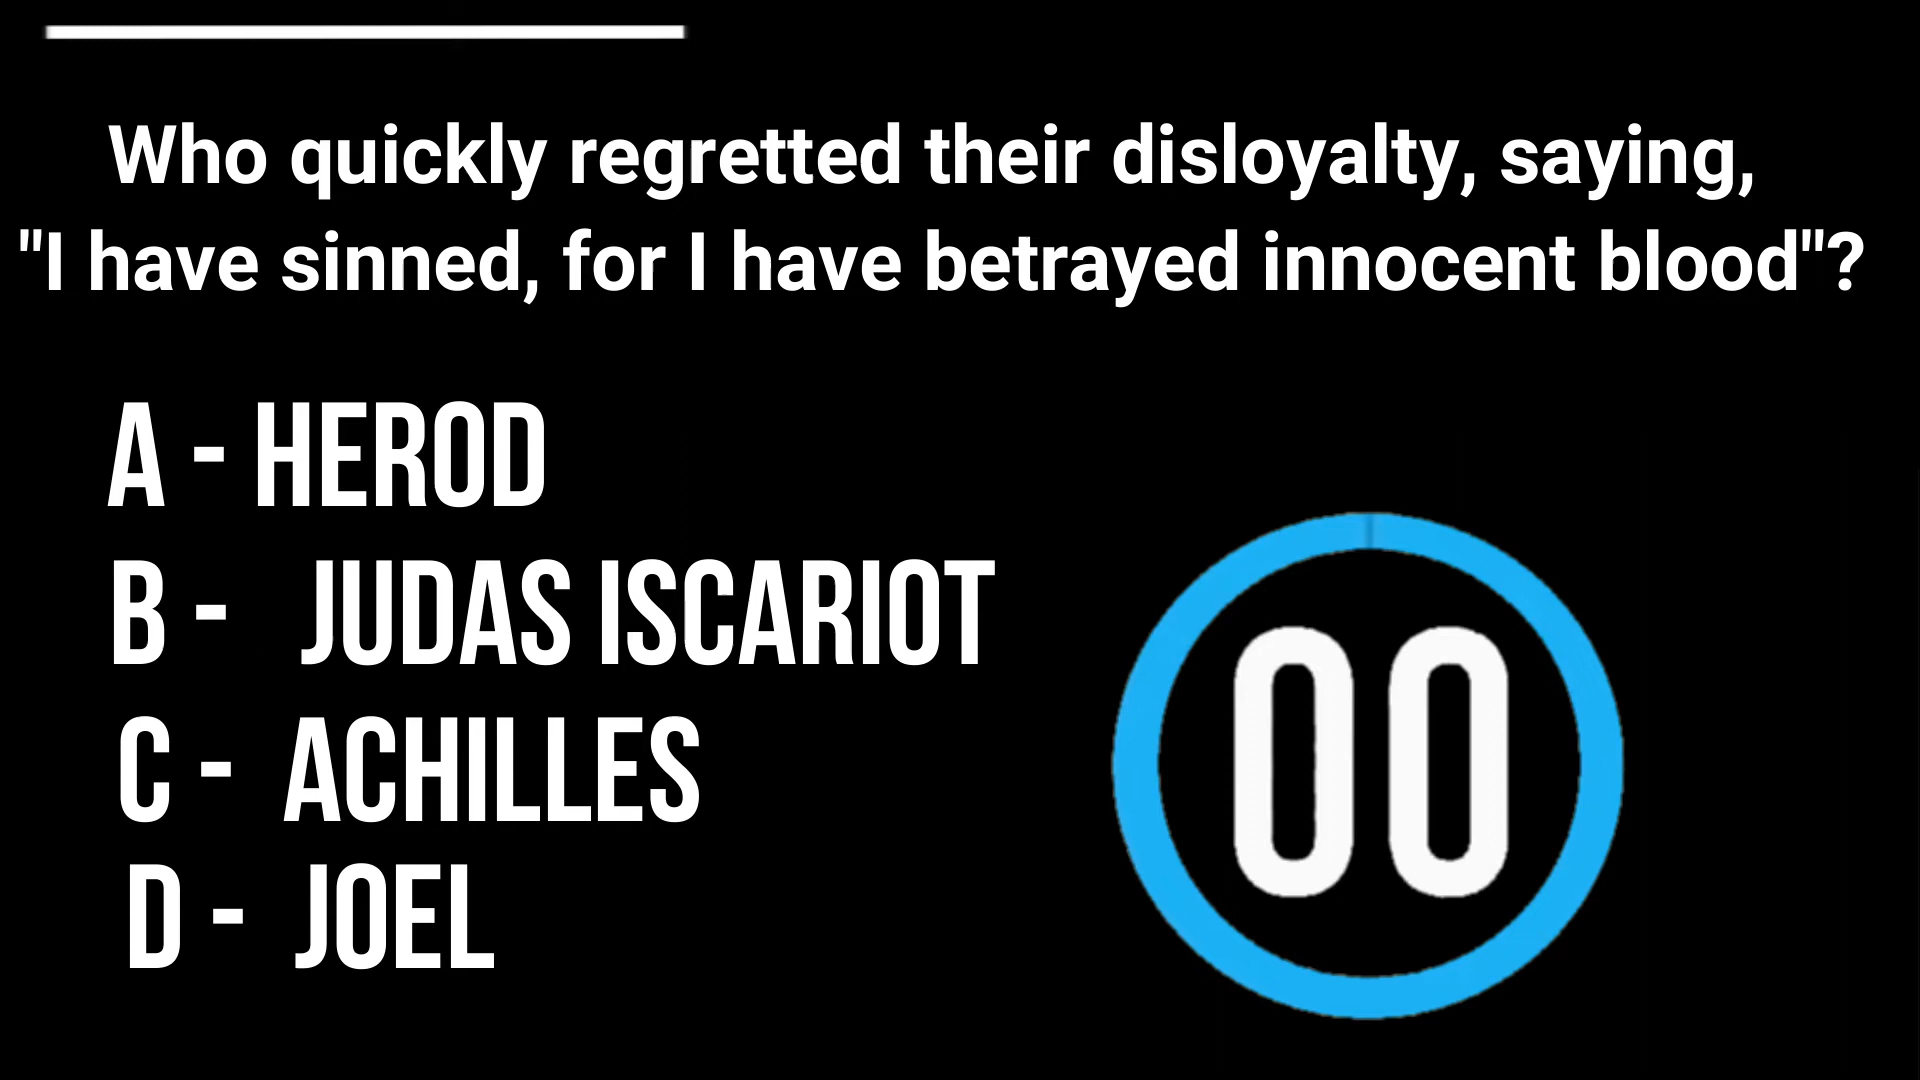 Who quickly regretted their disloyalty, saying,
"I have sinned, for I have betrayed innocent blood"?
A - HEROD
B - JUDAS ISCARIOT
C - ACHILLES
D - JOEL
00